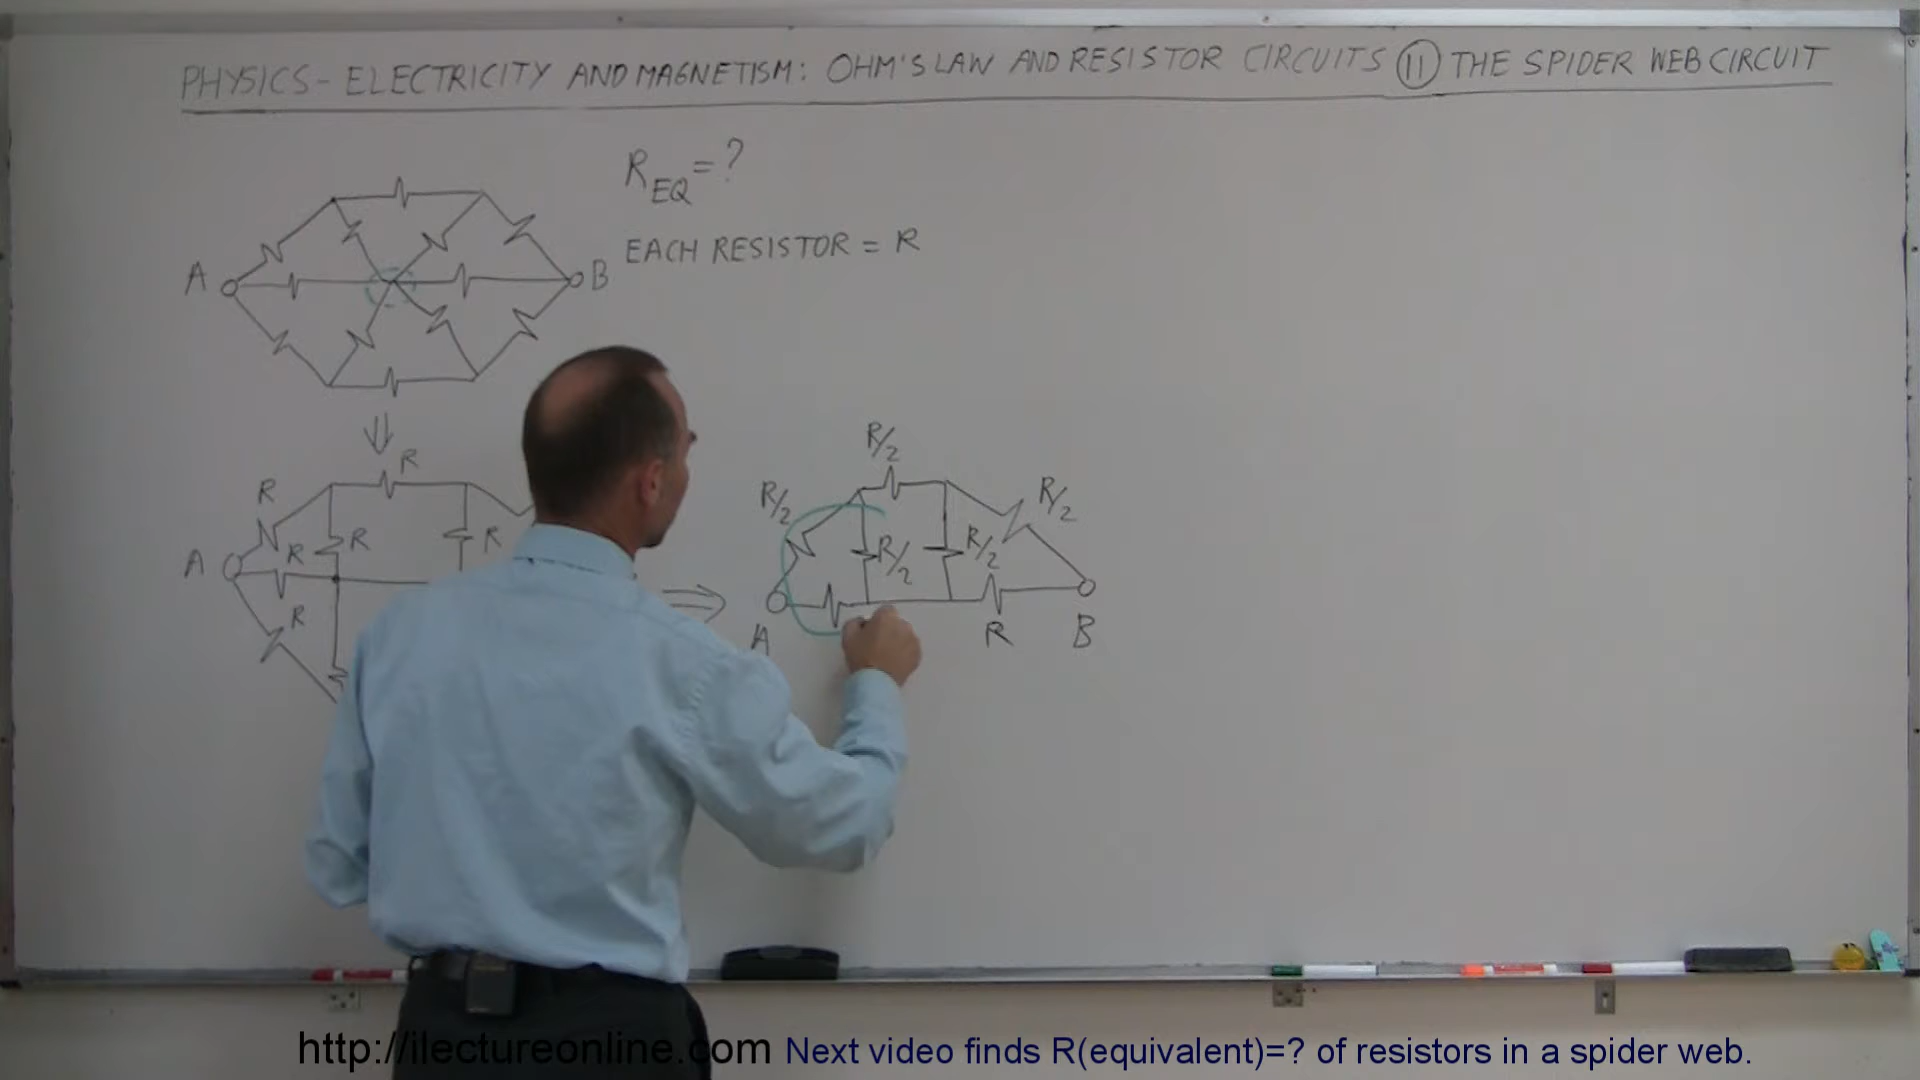 PHYSICS - ELECTRICITY AND MAGNETISM: OHM'S LAW AND RESISTOR CIRCUITS 11 THE SPIDER WEB CIRCUIT
R EQ = ?
EACH RESISTOR = R
A
B
R
R
R
R
R
A
R
R/2
R/2
R/2
R/2
R/2
A
R
B
http://ilectureonline.com Next video finds R(equivalent)=? of resistors in a spider web.